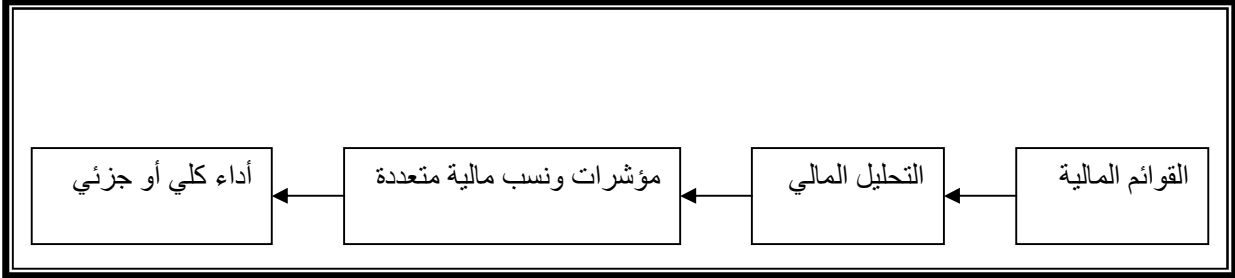 القوائم المالية
التحليل المالي
مؤشرات ونسب مالية متعددة
أداء كلي أو جزئي